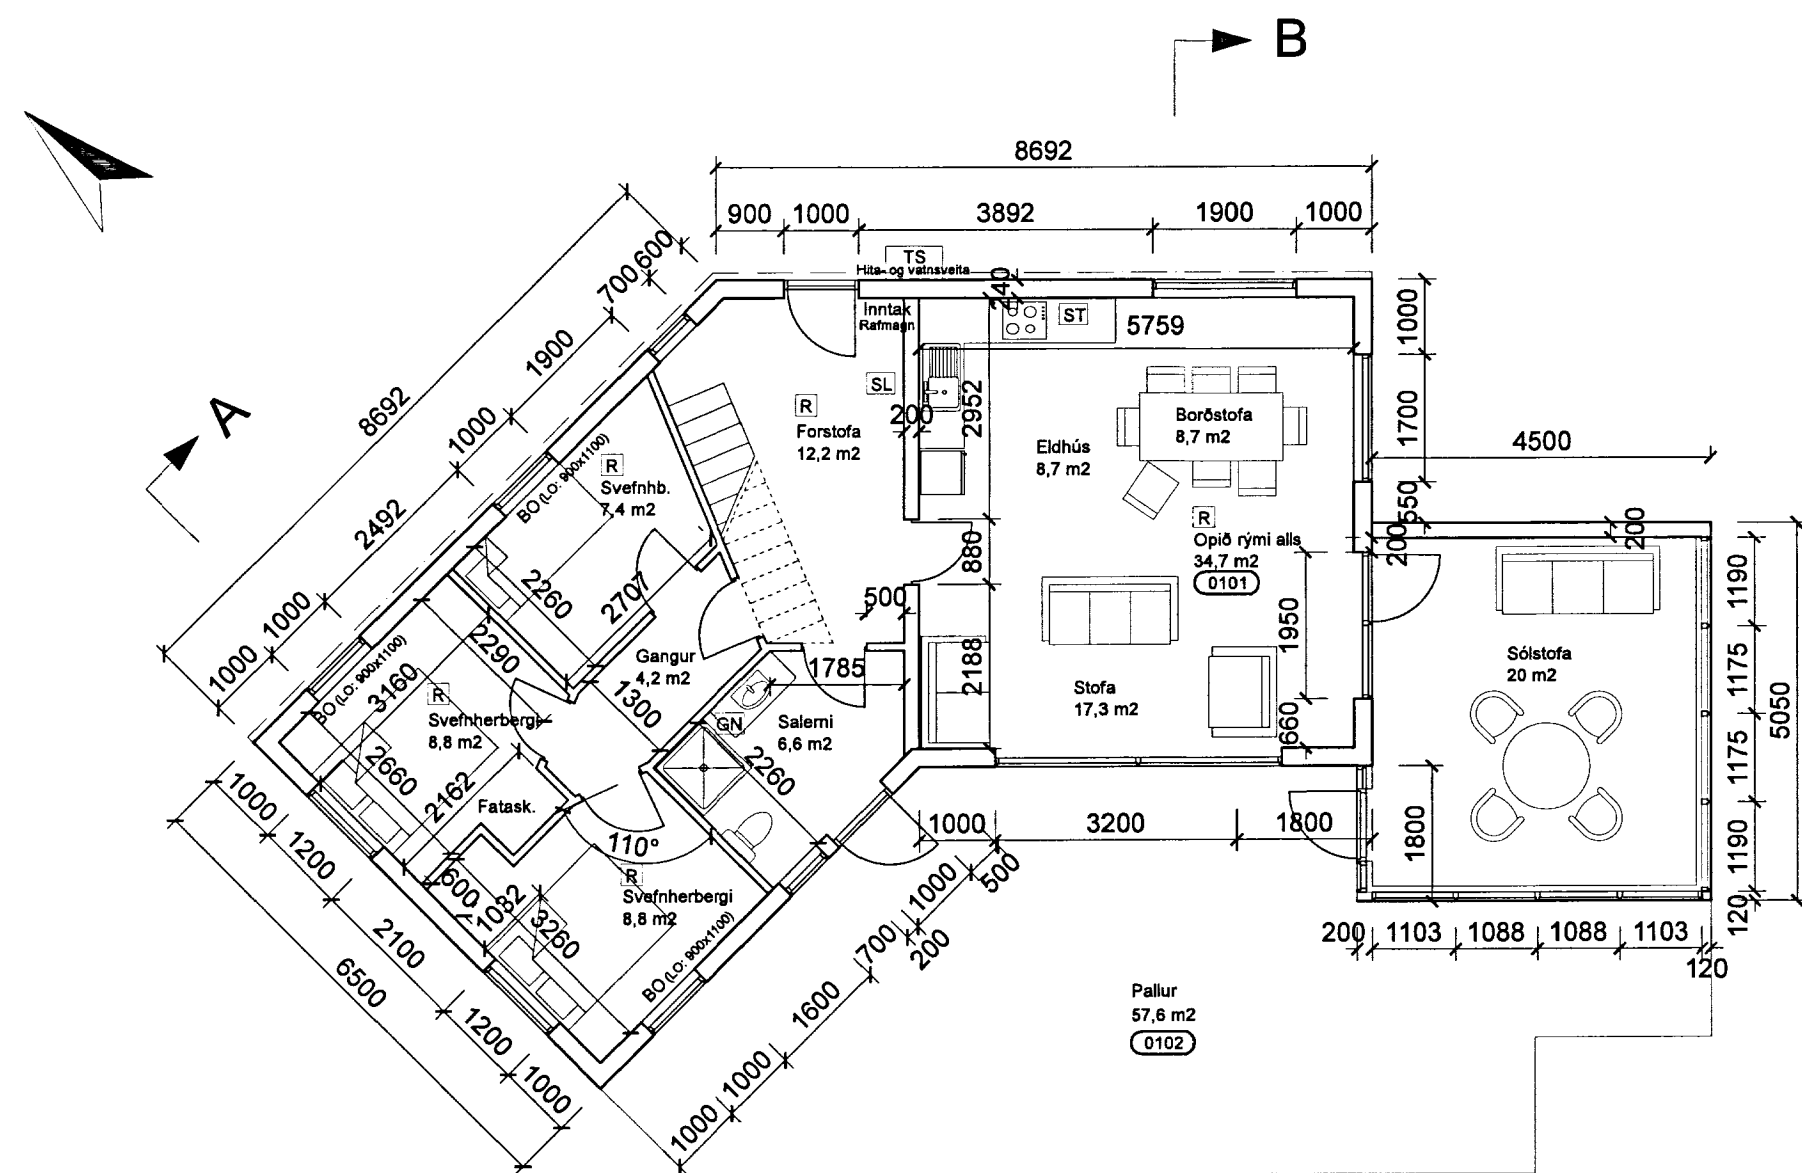 B
8692
900 1000 3892 1900 1000
TS
Hita- og vatnsveita
240
Inntak
Rafmagn
ST
5759
1000
1700
550
4500
A
8692
600
700
1900
1000
2492
1000
1000
BO (LO: 900x1100)
R
Svefnhb.
7,4 m2
SL
R
Forstofa
12,2 m2
200
2952
880
500
2188
Eldhús
8,7 m2
Borðstofa
8,7 m2
R
Opið rými alls
34,7 m2
0101
200
200
1950
660
Stofa
17,3 m2
Sólstofa
20 m2
1190
1175
1175
1190
5050
120
2260
2707
2290
Gangur
4,2 m2
1300
1785
BO (LO: 900x1100)
3160
R
Svefnherbergi
8,8 m2
2660
2162
GN
Salerni
6,6 m2
2260
Fatask.
110°
600
1082
3260
R
Svefnherbergi
8,8 m2
BO (LO: 900x1100)
1000
1200
2100
1200
1000
6500
1000 3200 1800
1800
500
1000
200
700
1600
1000
1000
200 1103 1088 1088 1103
120
Pallur
57,6 m2
0102